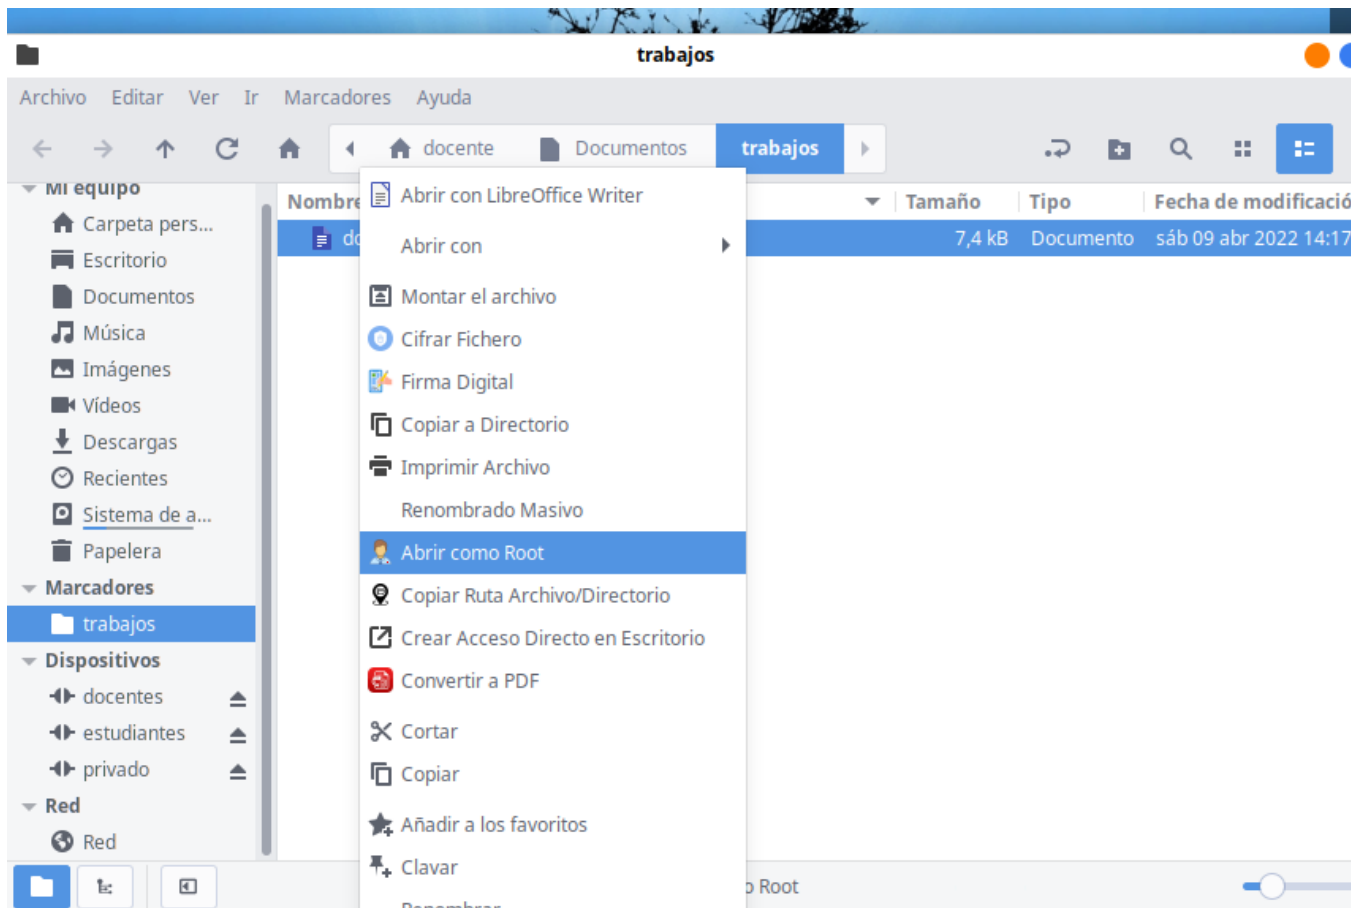 trabajos
Archivo Editar Ver Ir Marcadores Ayuda
docente Documentos trabajos
Mi equipo
Carpeta pers...
Escritorio
Documentos
Música
Imágenes
Vídeos
Descargas
Recientes
Sistema de a...
Papelera
Marcadores
trabajos
Dispositivos
docentes
estudiantes
privado
Red
Red
Nombre Tamaño Tipo Fecha de modificació
do 7,4 kB Documento sáb 09 abr 2022 14:17
Abrir con LibreOffice Writer
Abrir con
Montar el archivo
Cifrar Fichero
Firma Digital
Copiar a Directorio
Imprimir Archivo
Renombrado Masivo
Abrir como Root
Copiar Ruta Archivo/Directorio
Crear Acceso Directo en Escritorio
Convertir a PDF
Cortar
Copiar
Añadir a los favoritos
Clavar
Renombrar
o Root